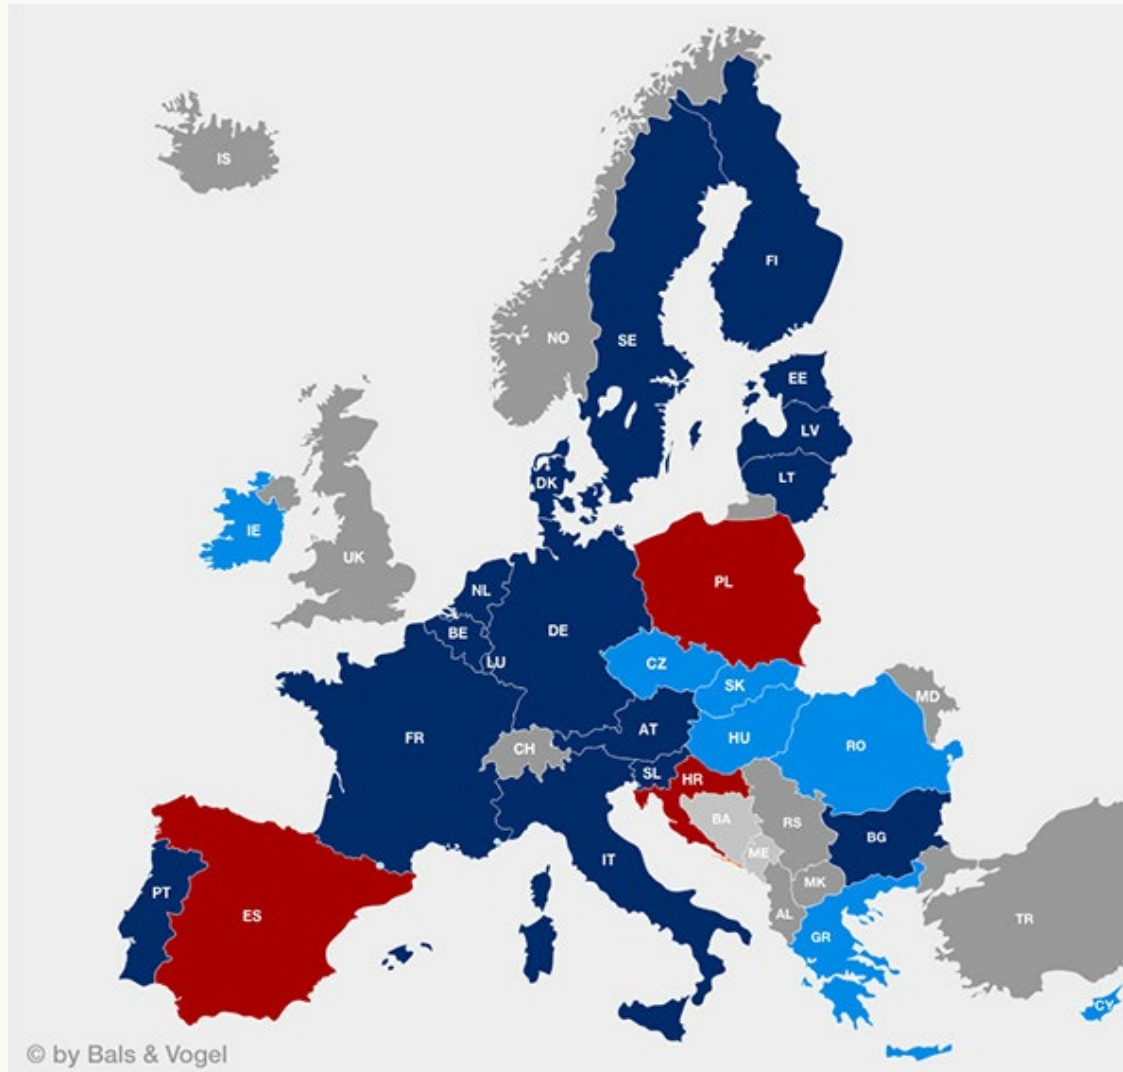 IS
FI
NO
SE
EE
LV
DK
LT
IE
UK
PL
NL
BE
DE
LU
CZ
SK
MD
FR
AT
HU
RO
CH
SL
HR
BA
RS
BG
ME
IT
MK
PT
ES
AL
GR
TR
CY
© by Bals & Vogel